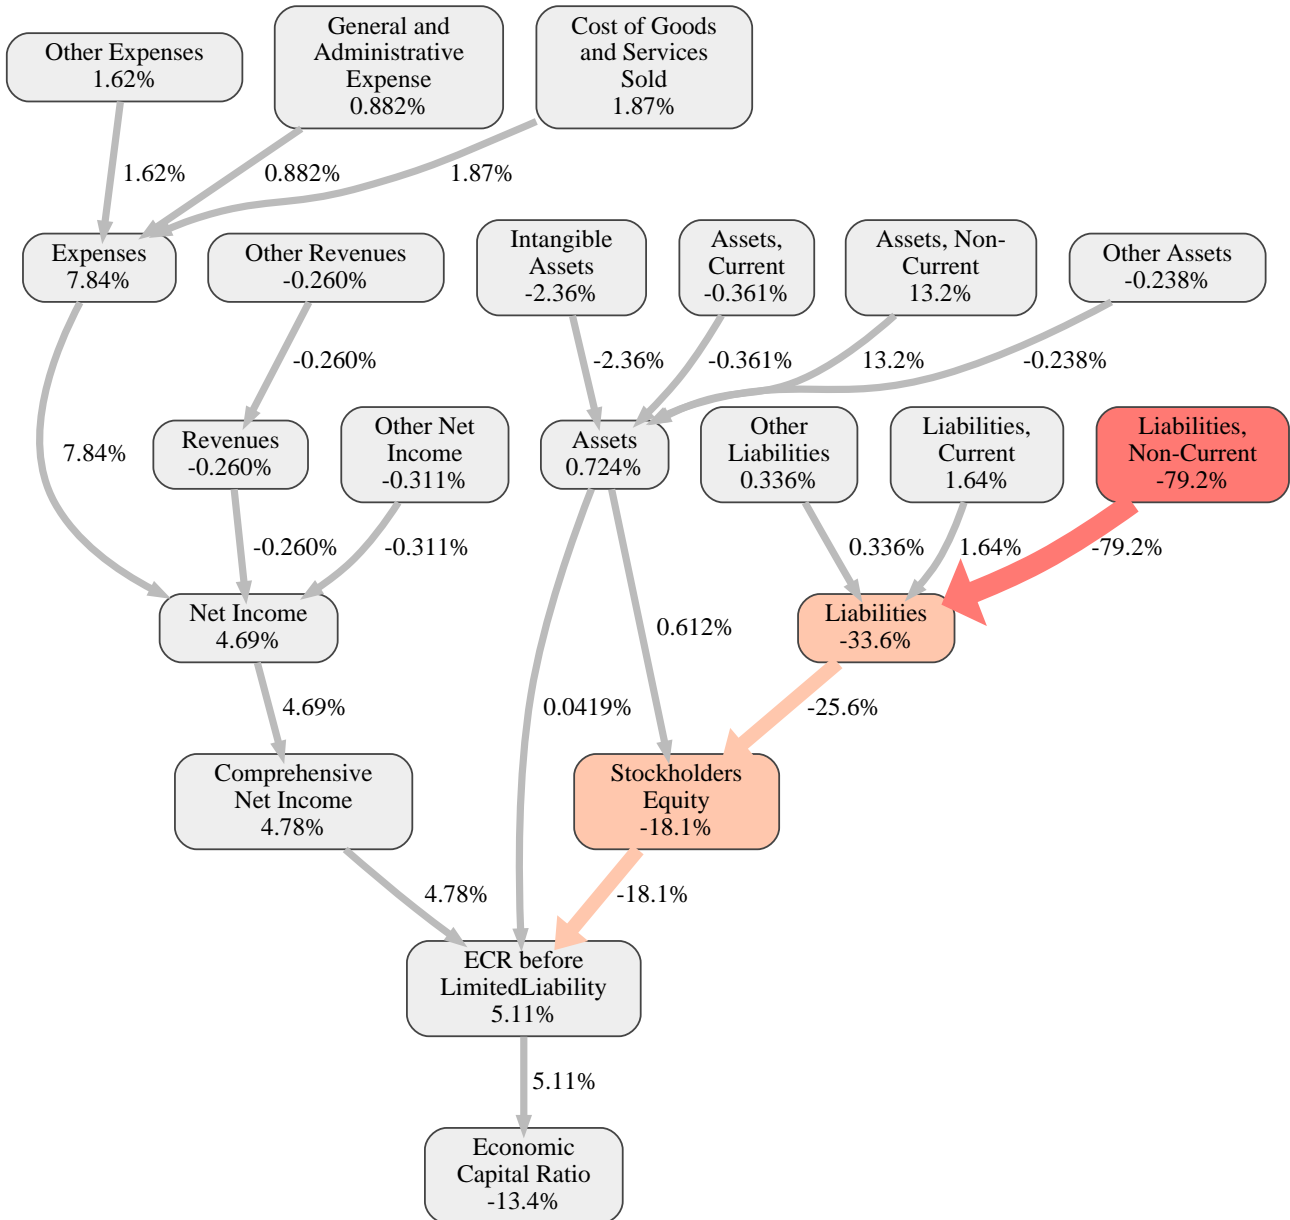 Other Expenses
1.62%
General and
Administrative
Expense
0.882%
Cost of Goods
and Services
Sold
1.87%
1.62%
0.882%
1.87%
Expenses
7.84%
Other Revenues
-0.260%
Intangible
Assets
-2.36%
Assets,
Current
-0.361%
Assets, Non-
Current
13.2%
Other Assets
-0.238%
-0.260%
-2.36%
-0.361%
13.2%
-0.238%
7.84%
Revenues
-0.260%
Other Net
Income
-0.311%
Assets
0.724%
Other
Liabilities
0.336%
Liabilities,
Current
1.64%
Liabilities,
Non-Current
-79.2%
-0.260%
-0.311%
0.336%
1.64%
-79.2%
Net Income
4.69%
0.612%
Liabilities
-33.6%
4.69%
0.0419%
-25.6%
Comprehensive
Net Income
4.78%
Stockholders
Equity
-18.1%
4.78%
-18.1%
ECR before
LimitedLiability
5.11%
5.11%
Economic
Capital Ratio
-13.4%